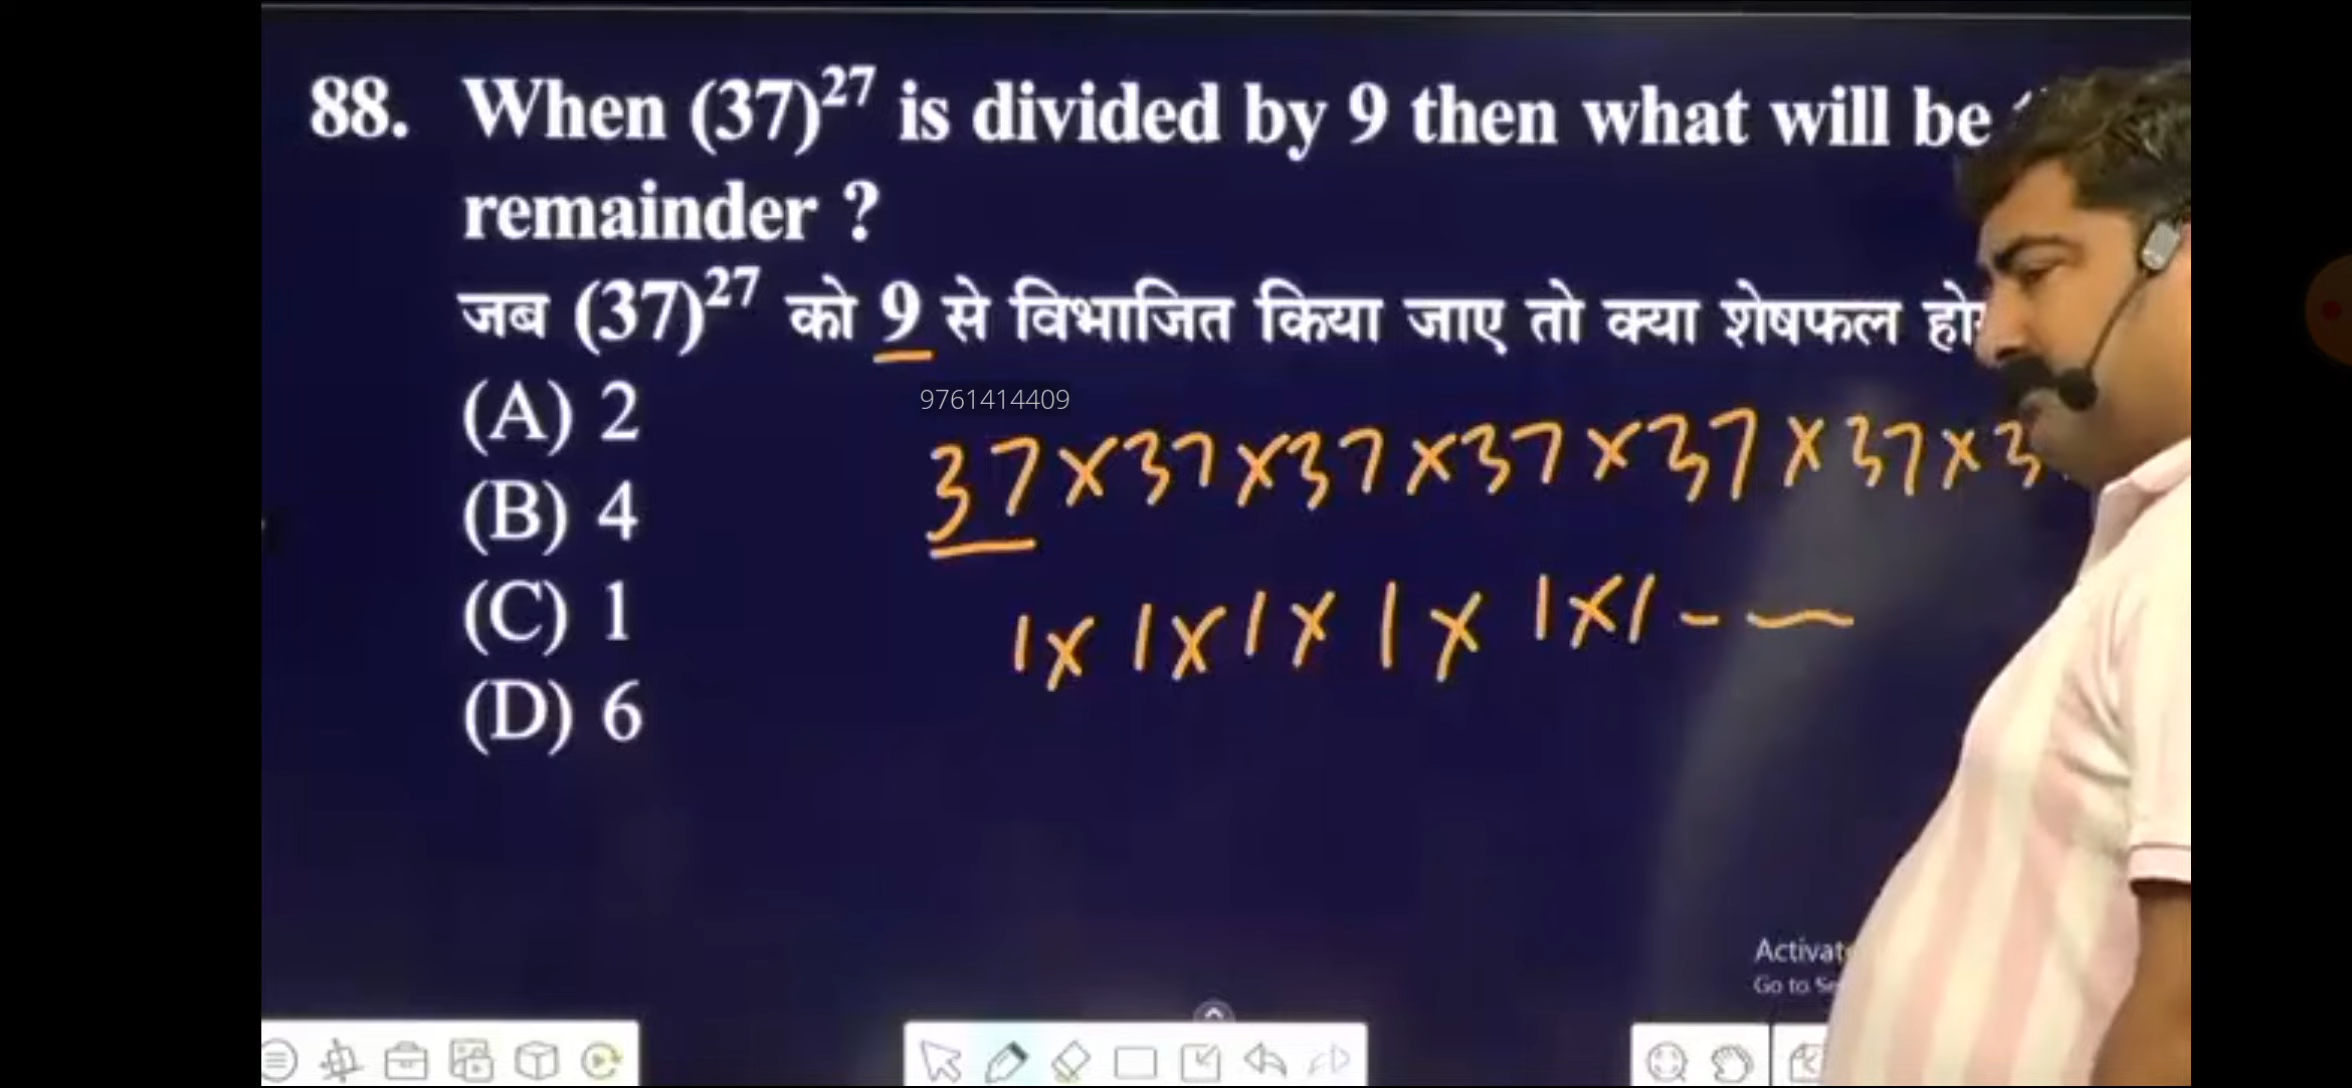 88. When (37)²⁷ is divided by 9 then what will be
remainder ?
जब (37)²⁷ को 9 से विभाजित किया जाए तो क्या शेषफल
(A) 2
9761414409
37×37×37×37×37×37×3
(B) 4
(C) 1
1×1×1×1×1×1---
(D) 6
Activat
Go to Se